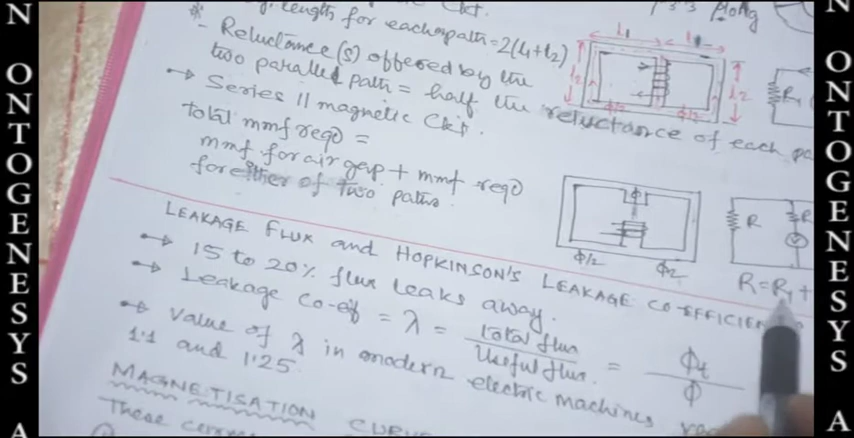 length for each path = 2(l1+l2)
- Reluctance (S) offered by the
two parallel path = half the reluctance of each
→ Series || magnetic Ckt.
Total mmf reqd =
mmf for air gap + mmf reqd
for either of two paths.
l1
l2
l2
R1
Φ
Φ/2
R
R=R1+
LEAKAGE FLUX and HOPKINSON'S LEAKAGE CO-EFFICIEN
→ 15 to 20% flux leaks away.
→ Leakage co-eff = λ = Total flux / Useful flux. = Φt / Φ
→ Value of λ in modern electric machines
1.1 and 1.25.
MAGNETISATION CURVE
These
ONTOGENESYS A
N ONTOGENESYS A